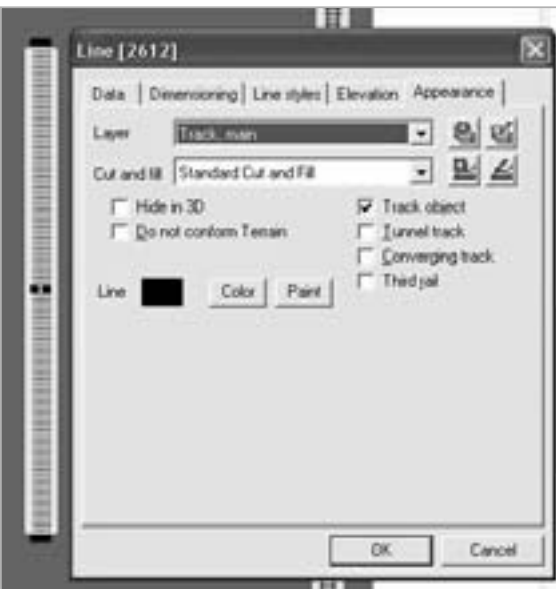 Line [2612]
Data Dimensioning Line styles Elevation Appearance
Layer Track, main
Cut and fill Standard Cut and Fill
Hide in 3D Track object
Do not conform Terrain Tunnel track
Converging track
Third rail
Line Color Paint
OK Cancel